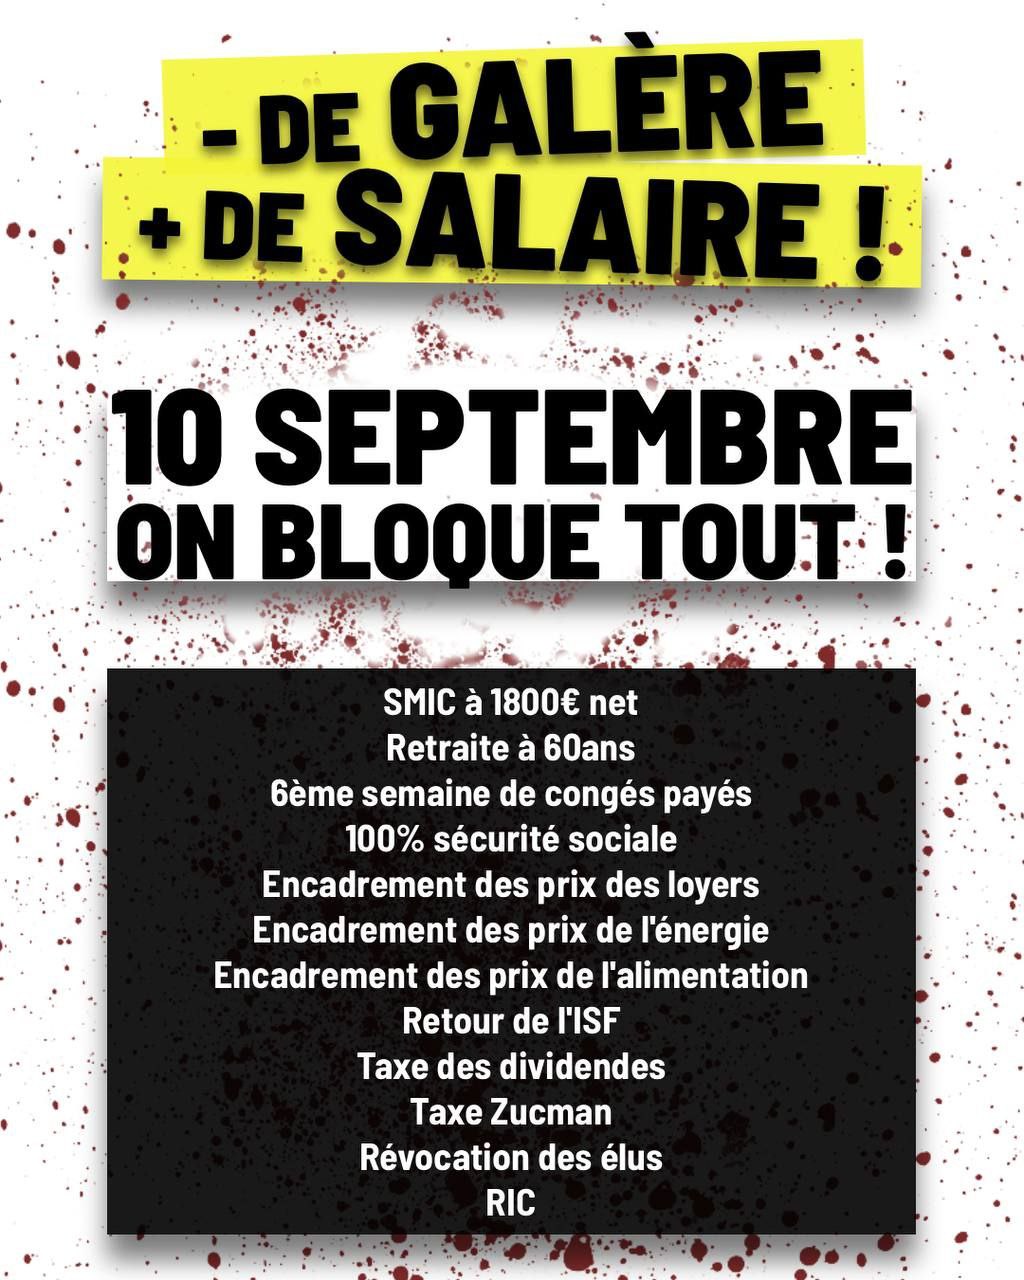 - DE GALÈRE
+ DE SALAIRE !
10 SEPTEMBRE
ON BLOQUE TOUT !
SMIC à 1800€ net
Retraite à 60ans
6ème semaine de congés payés
100% sécurité sociale
Encadrement des prix des loyers
Encadrement des prix de l'énergie
Encadrement des prix de l'alimentation
Retour de l'ISF
Taxe des dividendes
Taxe Zucman
Révocation des élus
RIC